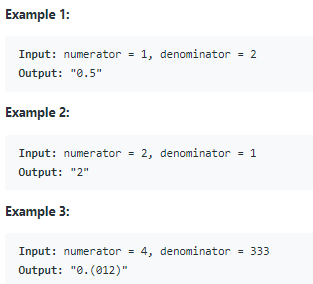 Example 1:
Input: numerator = 1, denominator = 2
Output: "0.5"
Example 2:
Input: numerator = 2, denominator = 1
Output: "2"
Example 3:
Input: numerator = 4, denominator = 333
Output: "0.(012)"